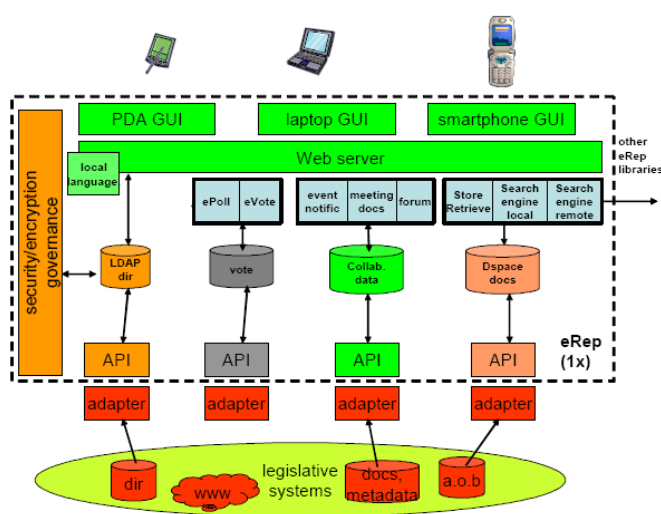 PDA GUI
laptop GUI
smartphone GUI
other
eRep
libraries
Web server
local
language
security/encryption
governance
ePoll
eVote
event
notific
meeting
docs
forum
Store
Retrieve
Search
engine
local
Search
engine
remote
LDAP
dir
vote
Collab.
data
Dspace
docs
API
API
API
API
eRep
(1x)
adapter
adapter
adapter
adapter
dir
www
legislative
systems
docs,
metadata
a.o.b